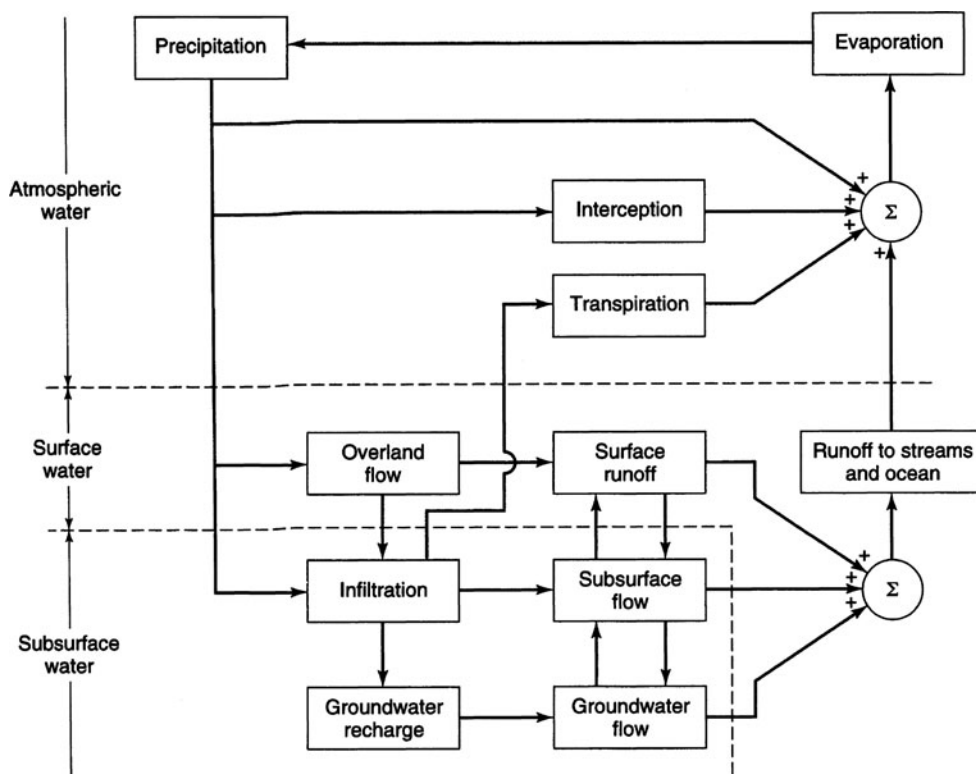 Precipitation
Evaporation
+
Atmospheric
water
Interception
+
+
Σ
+
Transpiration
Surface
water
Overland
flow
Surface
runoff
Runoff to streams
and ocean
Infiltration
Subsurface
flow
+
+
+
Σ
Subsurface
water
Groundwater
recharge
Groundwater
flow